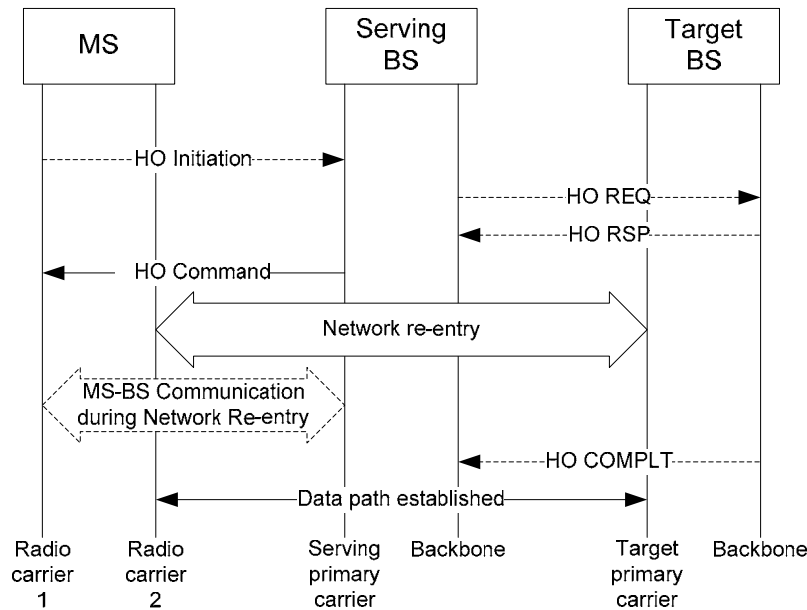 MS
Serving
BS
Target
BS
HO Initiation
HO REQ
HO RSP
HO Command
Network re-entry
MS-BS Communication
during Network Re-entry
HO COMPLT
Data path established
Radio
carrier
1
Radio
carrier
2
Serving
primary
carrier
Backbone
Target
primary
carrier
Backbone